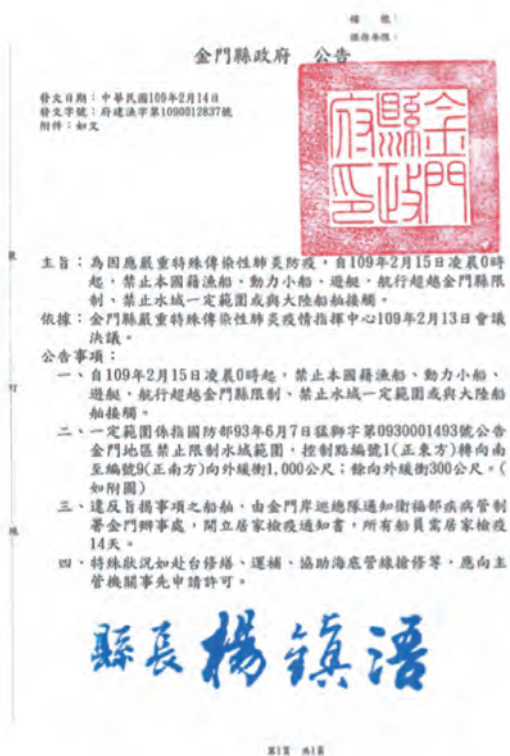 檔　號：
保存年限：
金門縣政府　公告
發文日期：中華民國109年2月14日
發文字號：府建漁字第1090012837號
附件：如文
金門縣政府印
主旨：為因應嚴重特殊傳染性肺炎防疫，自109年2月15日凌晨0時
起，禁止本國籍漁船、動力小船、遊艇，航行超越金門縣限
制、禁止水域一定範圍或與大陸船舶接觸。
依據：金門縣嚴重特殊傳染性肺炎疫情指揮中心109年2月13日會議
決議。
公告事項：
一、自109年2月15日凌晨0時起，禁止本國籍漁船、動力小船、
遊艇，航行超越金門縣限制、禁止水域一定範圍或與大陸船
舶接觸。
二、一定範圍係指國防部93年6月7日猛獅字第0930001493號公告
金門地區禁止限制水域範圍，控制點編號1(正東方)轉向南
至編號9(正南方)向外緩衝1,000公尺；餘向外緩衝300公尺。(
如附圖)
三、違反旨揭事項之船舶，由金門岸巡總隊通知衛福部疾病管制
署金門辦事處，開立居家檢疫通知書，所有船員需居家檢疫
14天。
四、特殊狀況如赴台修繕、運補、協助海底管線搶修等，應向主
管機關事先申請許可。
縣長 楊鎮浯
裝
訂
線
第1頁　共1頁